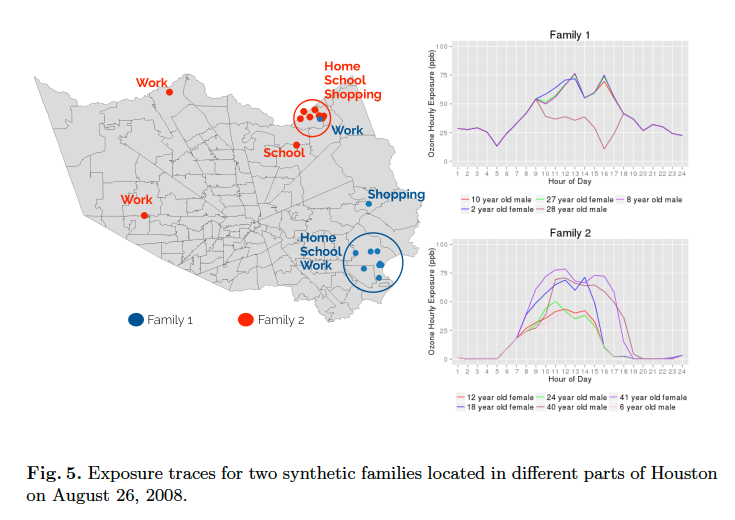 Work
Home
School
Shopping
Work
School
Work
Shopping
Home
School
Work
Family 1
Family 2
Family 1
Ozone Hourly Exposure (ppb)
100
75
50
25
0
1 2 3 4 5 6 7 8 9 10 11 12 13 14 15 16 17 18 19 20 21 22 23 24
Hour of Day
10 year old male 27 year old female 8 year old male
2 year old female 28 year old male
Family 2
Ozone Hourly Exposure (ppb)
100
75
50
25
0
1 2 3 4 5 6 7 8 9 10 11 12 13 14 15 16 17 18 19 20 21 22 23 24
Hour of Day
12 year old female 24 year old male 41 year old female
18 year old female 40 year old male 6 year old male
Fig. 5. Exposure traces for two synthetic families located in different parts of Houston
on August 26, 2008.